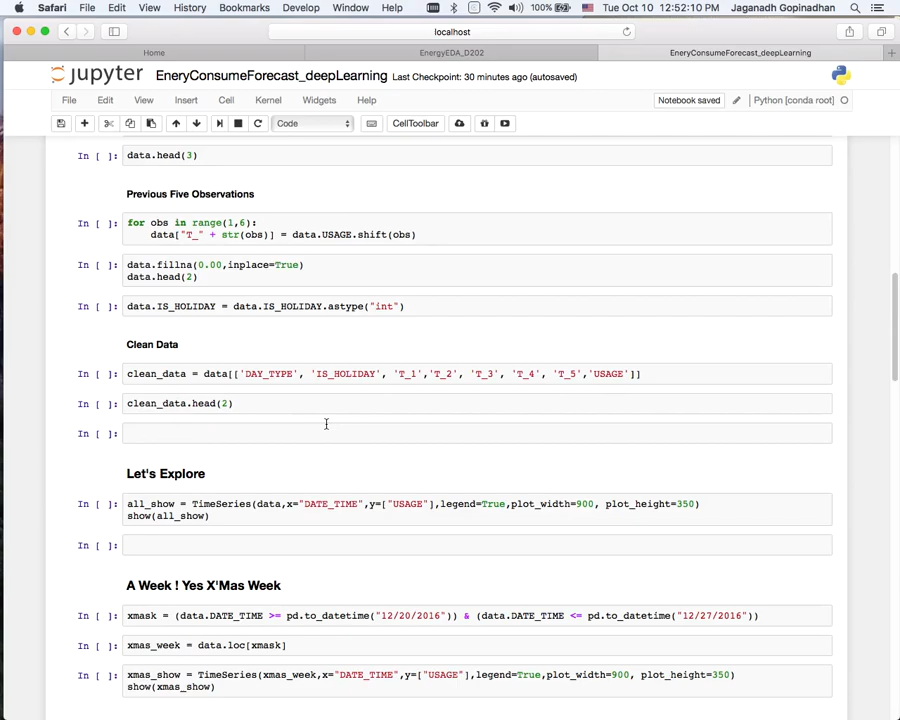 Safari File Edit View History Bookmarks Develop Window Help 100% Tue Oct 10 12:52:10 PM Jaganadh Gopinadhan
localhost
Home EnergyEDA_D202 EneryConsumeForecast_deepLearning
jupyter EneryConsumeForecast_deepLearning Last Checkpoint: 30 minutes ago (autosaved)
File Edit View Insert Cell Kernel Widgets Help Notebook saved Python [conda root]
Code CellToolbar
In [ ]: data.head(3)
Previous Five Observations
In [ ]: for obs in range(1,6):
data["T_" + str(obs)] = data.USAGE.shift(obs)
In [ ]: data.fillna(0.00,inplace=True)
data.head(2)
In [ ]: data.IS_HOLIDAY = data.IS_HOLIDAY.astype("int")
Clean Data
In [ ]: clean_data = data[['DAY_TYPE', 'IS_HOLIDAY', 'T_1','T_2', 'T_3', 'T_4', 'T_5','USAGE']]
In [ ]: clean_data.head(2)
In [ ]:
Let's Explore
In [ ]: all_show = TimeSeries(data,x="DATE_TIME",y=["USAGE"],legend=True,plot_width=900, plot_height=350)
show(all_show)
In [ ]:
A Week ! Yes X'Mas Week
In [ ]: xmask = (data.DATE_TIME >= pd.to_datetime("12/20/2016")) & (data.DATE_TIME <= pd.to_datetime("12/27/2016"))
In [ ]: xmas_week = data.loc[xmask]
In [ ]: xmas_show = TimeSeries(xmas_week,x="DATE_TIME",y=["USAGE"],legend=True,plot_width=900, plot_height=350)
show(xmas_show)